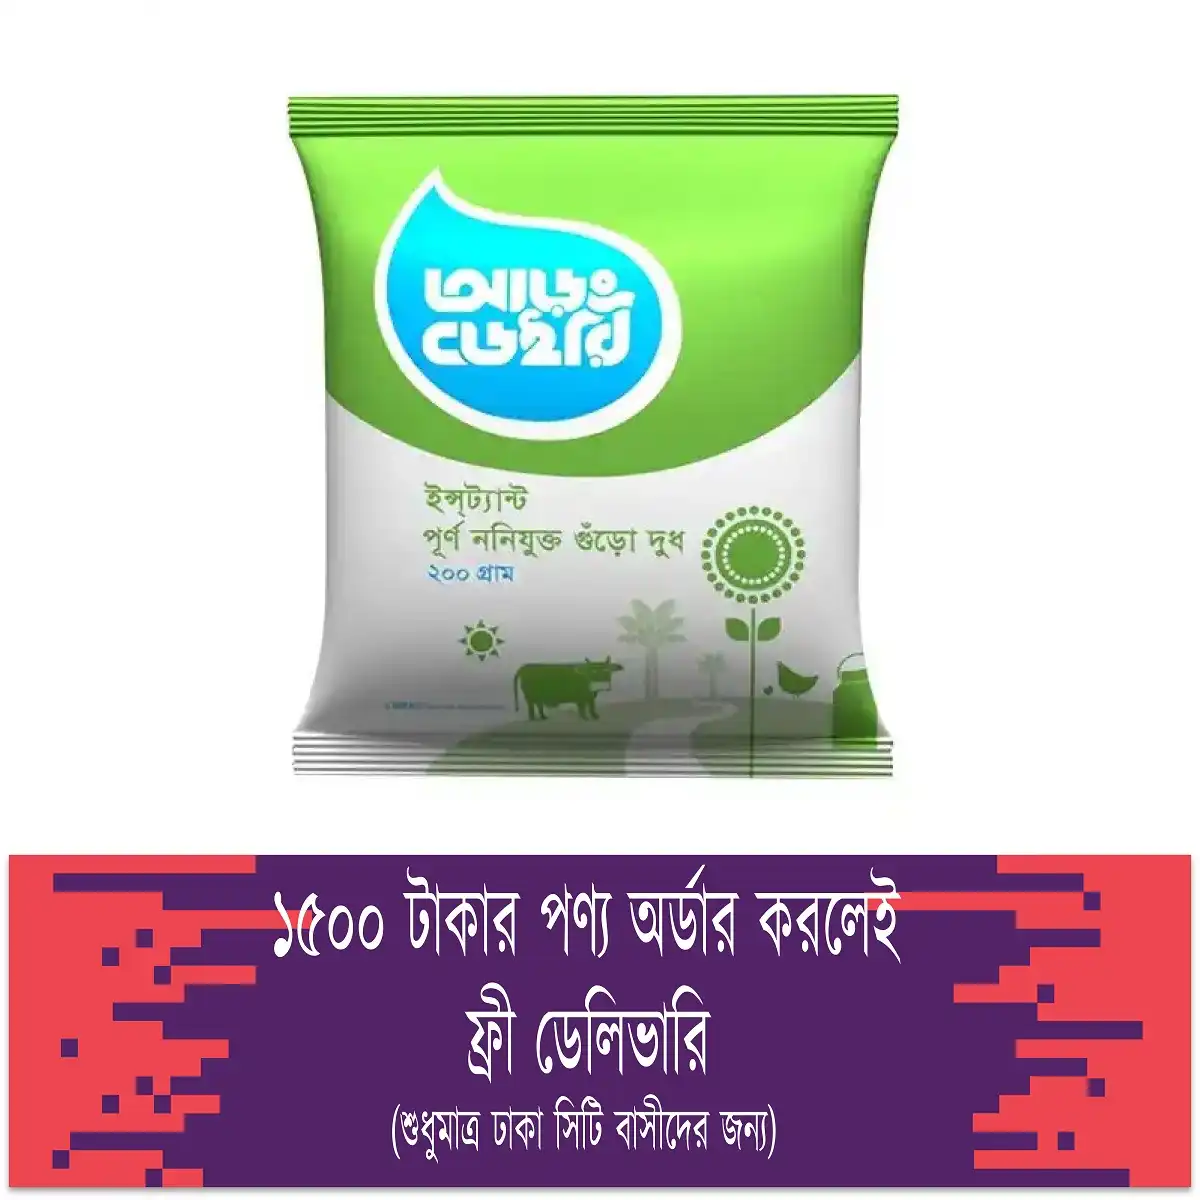 আড়ং
ডেইরি
ইন্সট্যান্ট
পূর্ণ ননিযুক্ত গুঁড়ো দুধ
২০০ গ্রাম
১৫০০ টাকার পণ্য অর্ডার করলেই
ফ্রী ডেলিভারি
(শুধুমাত্র ঢাকা সিটি বাসীদের জন্য)